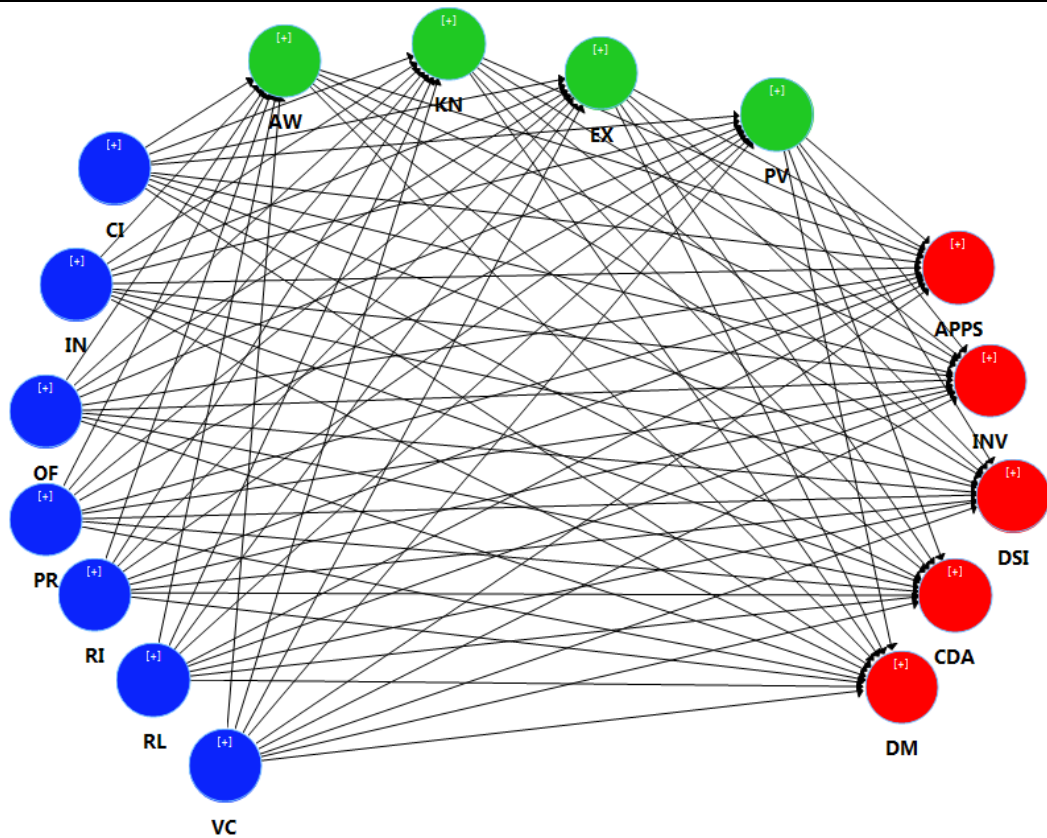 [+]
KN
[+]
AW
[+]
EX
[+]
PV
[+]
CI
[+]
IN
[+]
OF
[+]
PR
[+]
RI
[+]
RL
[+]
VC
[+]
APPS
[+]
INV
[+]
DSI
[+]
CDA
[+]
DM